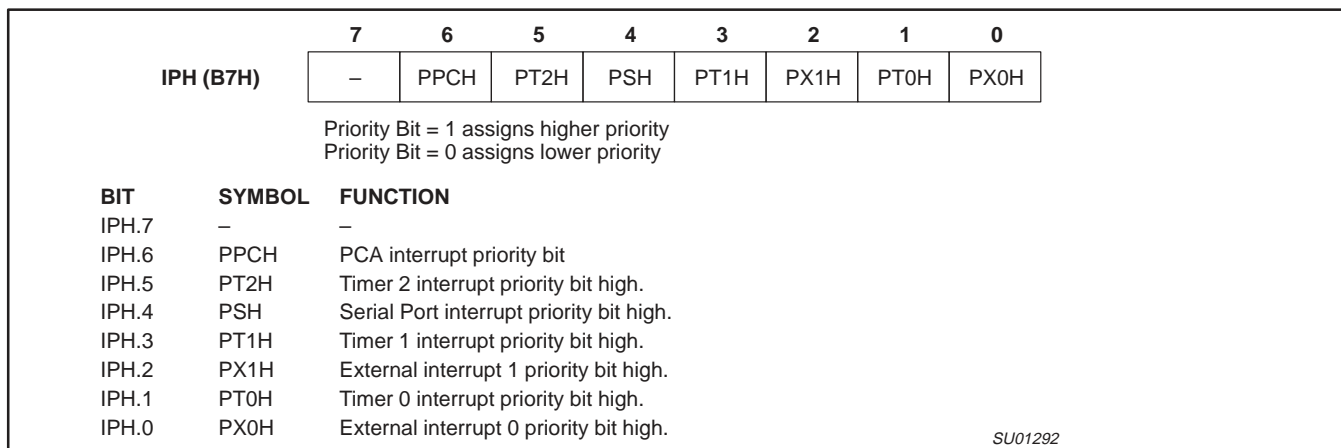 7 6 5 4 3 2 1 0
IPH (B7H) – PPCH PT2H PSH PT1H PX1H PT0H PX0H
Priority Bit = 1 assigns higher priority
Priority Bit = 0 assigns lower priority
BIT SYMBOL FUNCTION
IPH.7 – –
IPH.6 PPCH PCA interrupt priority bit
IPH.5 PT2H Timer 2 interrupt priority bit high.
IPH.4 PSH Serial Port interrupt priority bit high.
IPH.3 PT1H Timer 1 interrupt priority bit high.
IPH.2 PX1H External interrupt 1 priority bit high.
IPH.1 PT0H Timer 0 interrupt priority bit high.
IPH.0 PX0H External interrupt 0 priority bit high.
SU01292